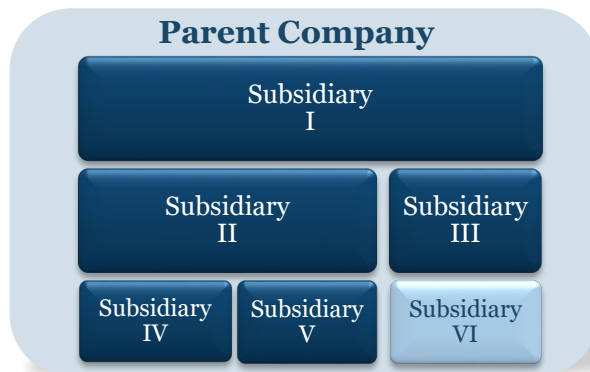 Parent Company
Subsidiary
I
Subsidiary
II
Subsidiary
III
Subsidiary
IV
Subsidiary
V
Subsidiary
VI